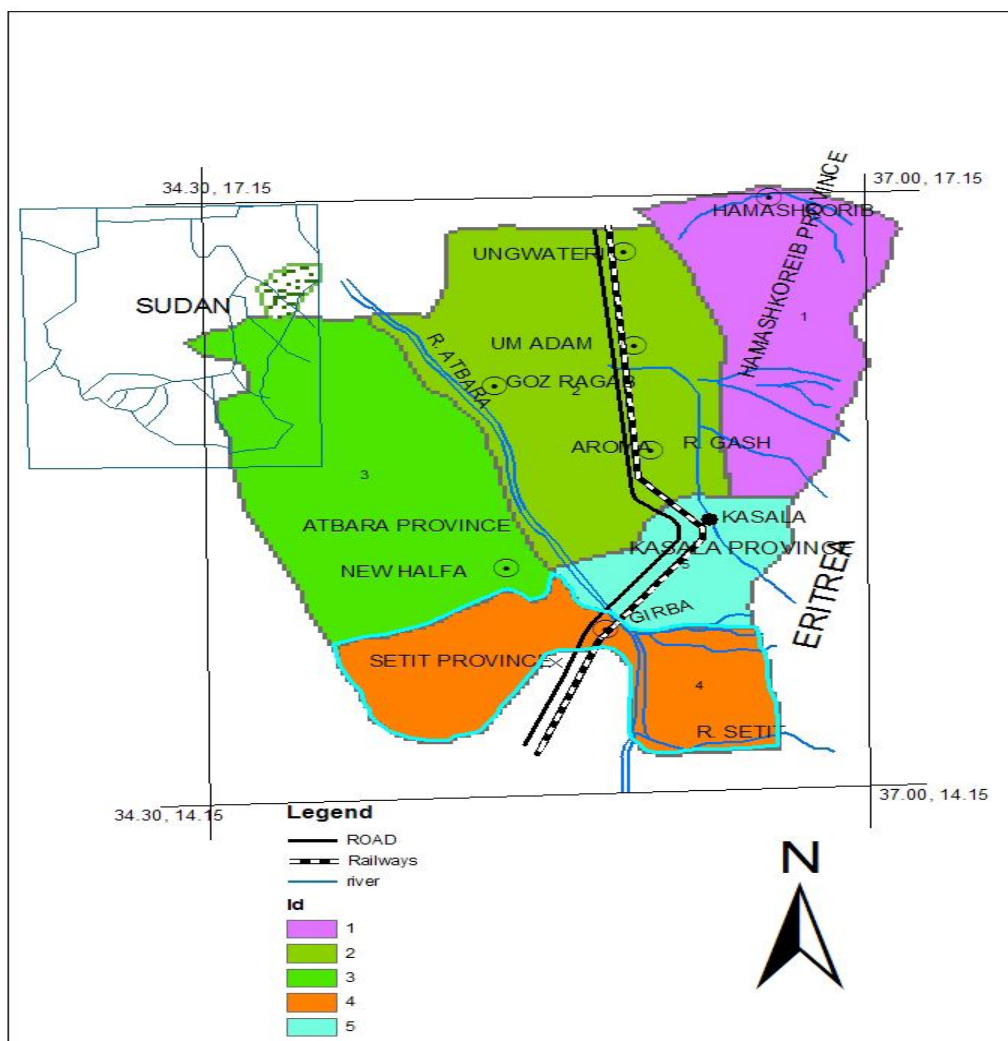 34.30, 17.15
37.00, 17.15
HAMASHKORIB
HAMASHKOREIB PROVINCE
UNGWATERI
SUDAN
1
R. ATBARA
UM ADAM
GOZ RAGAB
2
AROMA
R. GASH
3
ATBARA PROVINCE
KASALA
KASALA PROVINCE
5
NEW HALFA
ERITREA
GIRBA
SETIT PROVINCE
4
R. SETIT
34.30, 14.15
37.00, 14.15
Legend
ROAD
Railways
river
Id
1
2
3
4
5
N